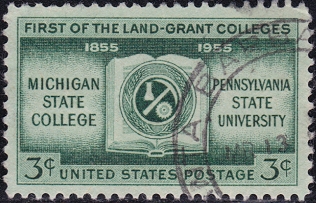 FIRST OF THE LAND-GRANT COLLEGES
1855 1955
MICHIGAN
STATE
COLLEGE
PENNSYLVANIA
STATE
UNIVERSITY
3¢ 3¢
UNITED STATES POSTAGE